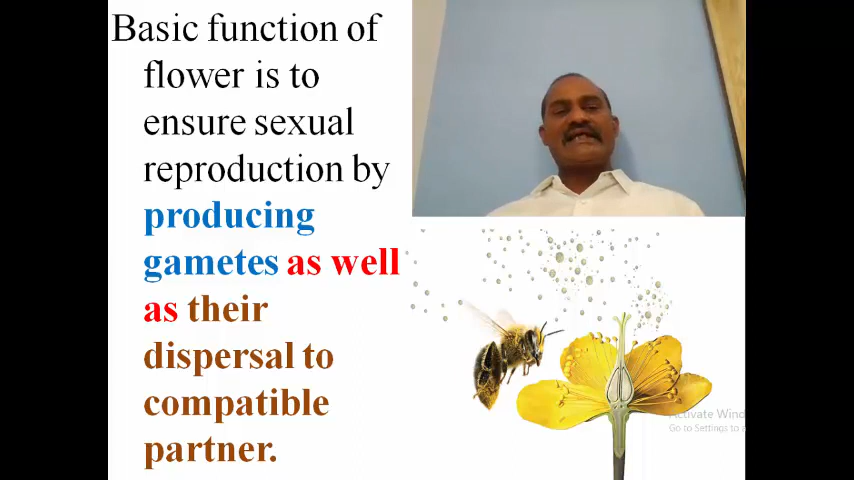 Basic function of
flower is to
ensure sexual
reproduction by
producing
gametes as well
as their
dispersal to
compatible
partner.
Activate Wind
Go to Settings to